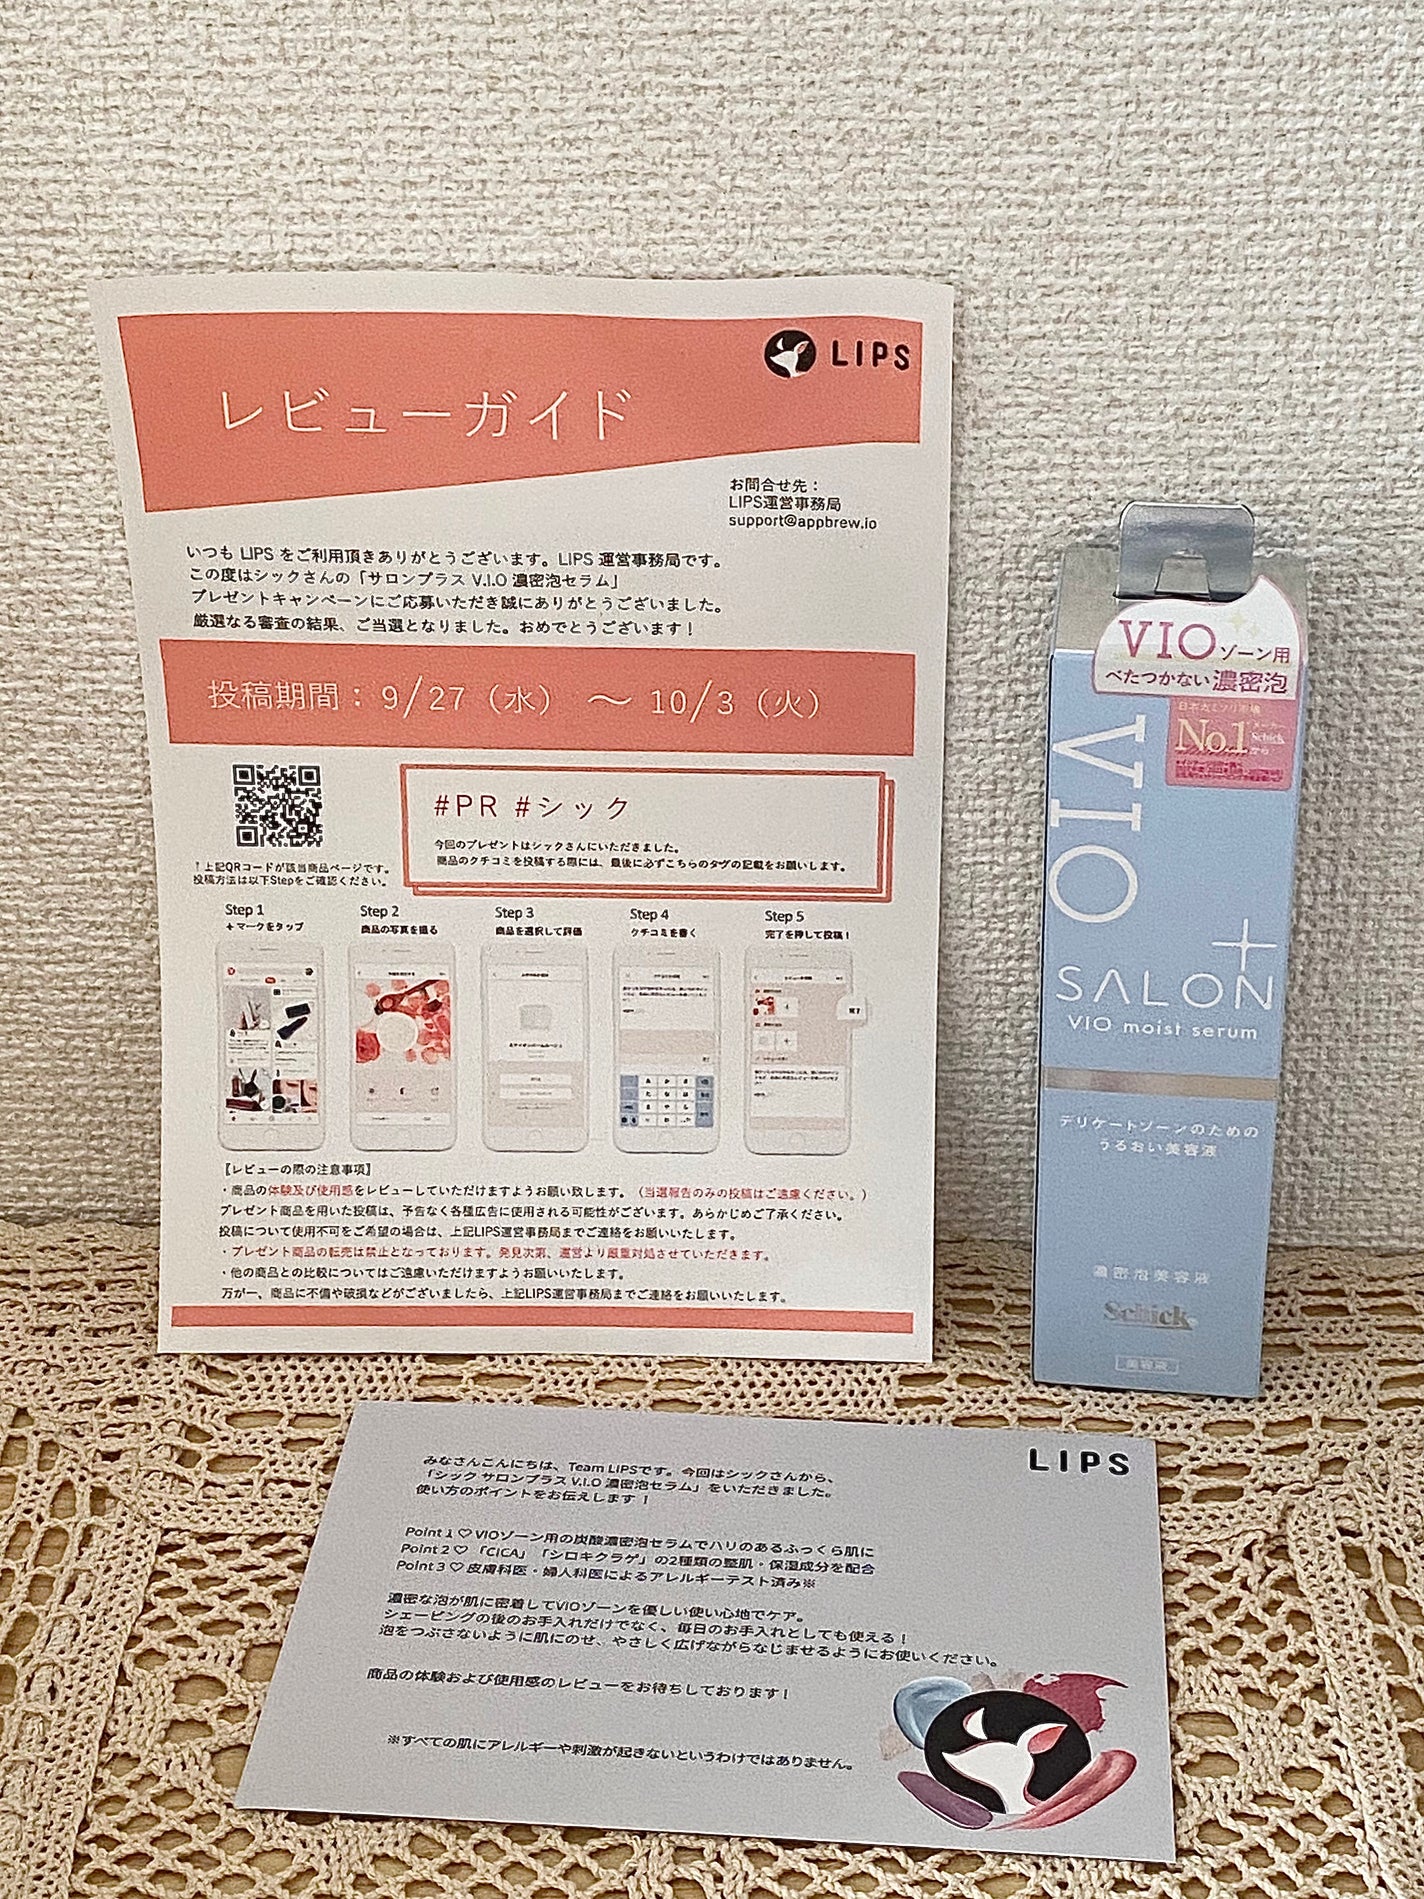 LIPS
レビューガイド
お問合せ先：
LIPS運営事務局
support@appbrew.io
いつも LIPS をご利用頂きありがとうございます。LIPS 運営事務局です。
この度はシックさんの「サロンプラス V.I.O 濃密泡セラム」
プレゼントキャンペーンにご応募いただき誠にありがとうございました。
厳選なる審査の結果、ご当選となりました。おめでとうございます！
投稿期間：9/27（水） ～ 10/3（火）
#PR #シック
今回のプレゼントはシックさんにいただきました。
商品のクチコミを投稿する際には、最後に必ずこちらのタグの記載をお願いします。
↑上記QRコードが該当商品ページです。
投稿方法は以下Stepをご確認ください。
Step 1
＋マークをタップ
Step 2
商品の写真を撮る
Step 3
商品を選択して評価
Step 4
クチコミを書く
Step 5
完了を押して投稿！
【レビューの際の注意事項】
・商品の体験及び使用感をレビューしていただけますようお願い致します。（当選報告のみの投稿はご遠慮ください。）
プレゼント商品を用いた投稿は、予告なく各種広告に使用される可能性がございます。あらかじめご了承ください。
投稿について使用不可をご希望の場合は、上記LIPS運営事務局までご連絡をお願いいたします。
・プレゼント商品の転売は禁止となっております。発見次第、運営より厳重対処させていただきます。
・他の商品との比較についてはご遠慮いただけますようお願いいたします。
万が一、商品に不備や破損などがございましたら、上記LIPS運営事務局までご連絡をお願いいたします。
VIOゾーン用
べたつかない濃密泡
日本カミソリ市場
No.1
メーカー
Schick
から
VIO
+
SALON
VIO moist serum
デリケートゾーンのための
うるおい美容液
濃密泡美容液
Schick
美容液
LIPS
みなさんこんにちは、Team LIPSです。今回はシックさんから、
「シック サロンプラス V.I.O 濃密泡セラム」をいただきました。
使い方のポイントをお伝えします！
Point 1♡ VIOゾーン用の炭酸濃密泡セラムでハリのあるふっくら肌に
Point 2♡ 「CICA」「シロキクラゲ」の2種類の整肌・保湿成分を配合
Point 3♡ 皮膚科医・婦人科医によるアレルギーテスト済み※
濃密な泡が肌に密着してVIOゾーンを優しい使い心地でケア。
シェービングの後のお手入れだけでなく、毎日のお手入れとしても使える！
泡をつぶさないように肌にのせ、やさしく広げながらなじませるようにお使いください。
商品の体験および使用感のレビューをお待ちしております！
※すべての肌にアレルギーや刺激が起きないというわけではありません。